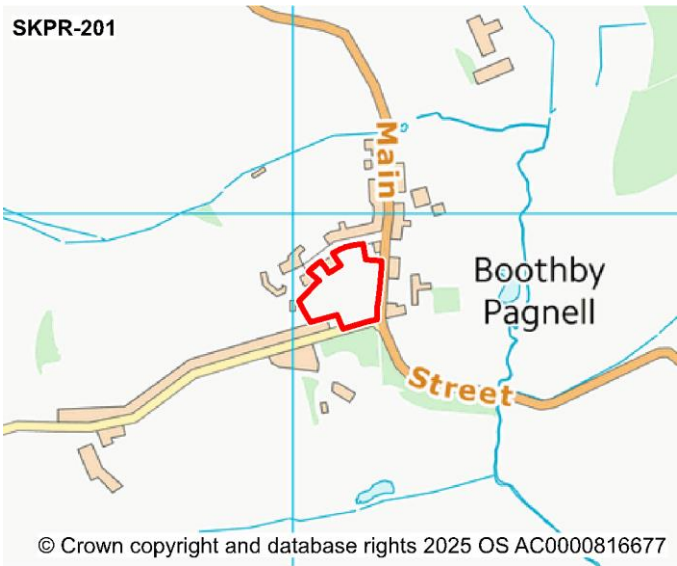 SKPR-201
Main
Boothby
Pagnell
Street
© Crown copyright and database rights 2025 OS AC0000816677